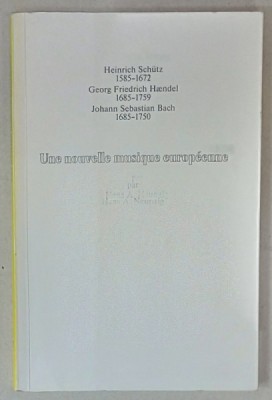 Heinrich Schütz
1585-1672
Georg Friedrich Hændel
1685-1759
Johann Sebastian Bach
1685-1750
Une nouvelle musique européenne
par